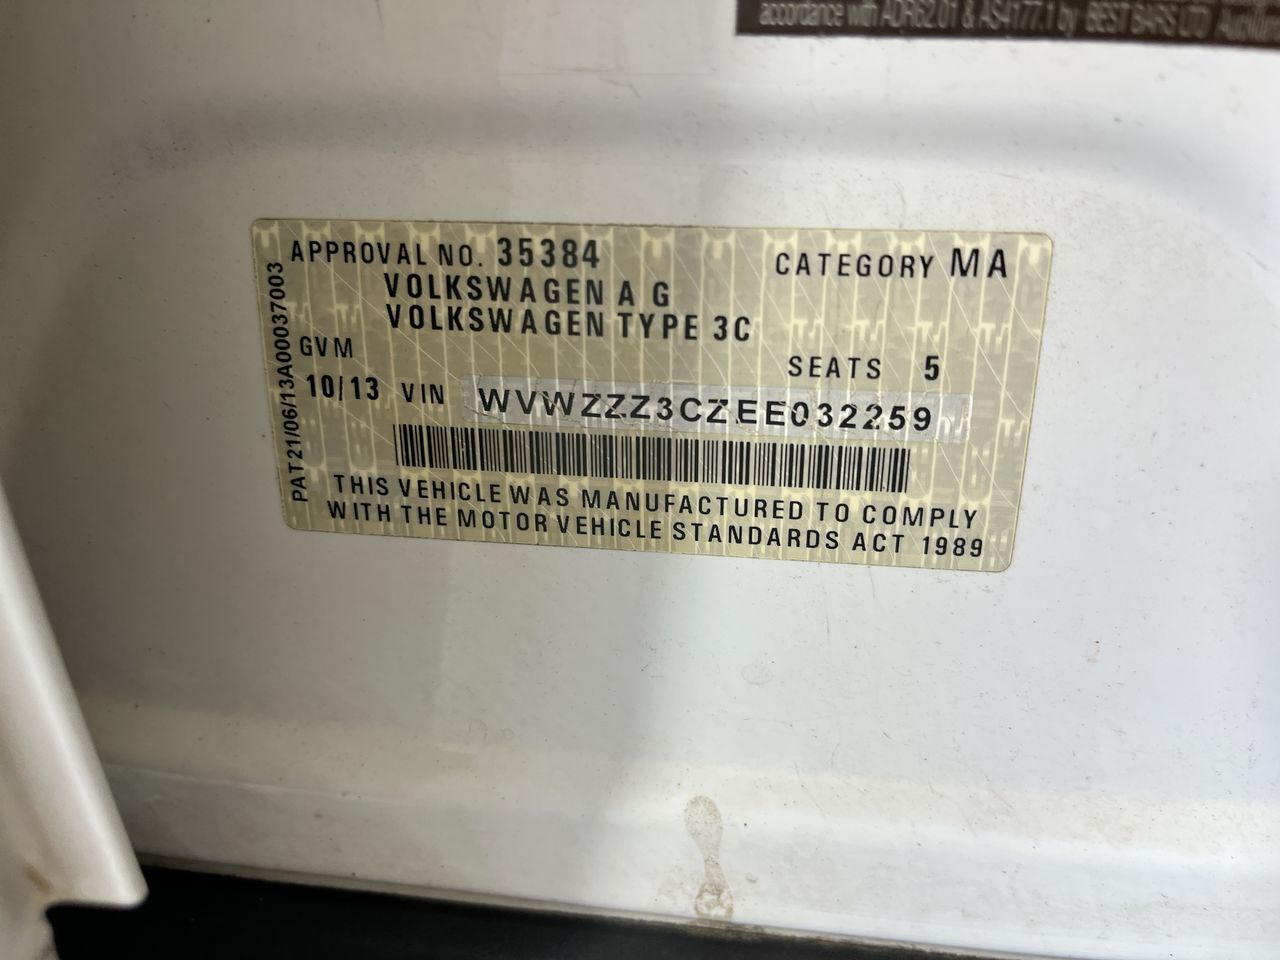 accordance with ADR62.01 & AS4177.1 by BEST BARS LTD
APPROVAL NO. 35384
CATEGORY MA
VOLKSWAGEN A G
VOLKSWAGEN TYPE 3C
GVM
SEATS 5
10/13 VIN WVWZZZ3CZEE032259
THIS VEHICLE WAS MANUFACTURED TO COMPLY
WITH THE MOTOR VEHICLE STANDARDS ACT 1989
PAT21/06/13A00037003